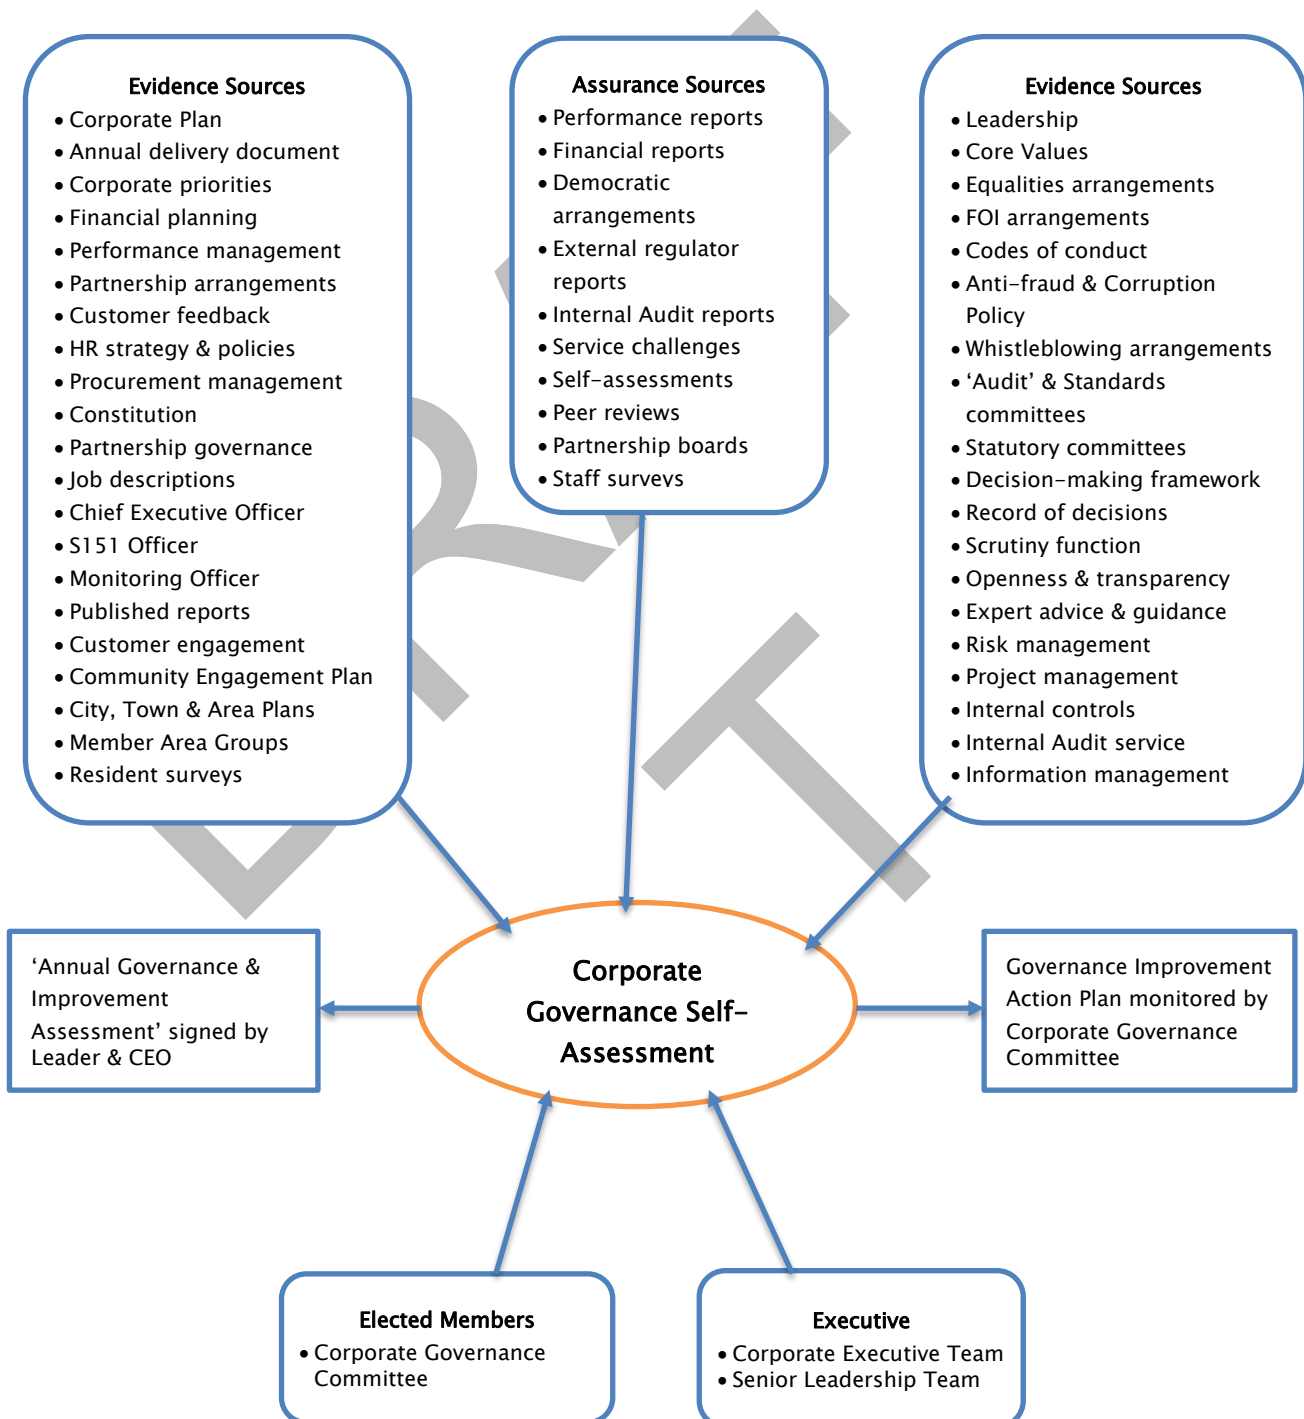 Evidence Sources
• Corporate Plan
• Annual delivery document
• Corporate priorities
• Financial planning
• Performance management
• Partnership arrangements
• Customer feedback
• HR strategy & policies
• Procurement management
• Constitution
• Partnership governance
• Job descriptions
• Chief Executive Officer
• S151 Officer
• Monitoring Officer
• Published reports
• Customer engagement
• Community Engagement Plan
• City, Town & Area Plans
• Member Area Groups
• Resident surveys
Assurance Sources
• Performance reports
• Financial reports
• Democratic
arrangements
• External regulator
reports
• Internal Audit reports
• Service challenges
• Self-assessments
• Peer reviews
• Partnership boards
• Staff surveys
Evidence Sources
• Leadership
• Core Values
• Equalities arrangements
• FOI arrangements
• Codes of conduct
• Anti-fraud & Corruption
Policy
• Whistleblowing arrangements
• ‘Audit’ & Standards
committees
• Statutory committees
• Decision-making framework
• Record of decisions
• Scrutiny function
• Openness & transparency
• Expert advice & guidance
• Risk management
• Project management
• Internal controls
• Internal Audit service
• Information management
‘Annual Governance &
Improvement
Assessment’ signed by
Leader & CEO
Corporate
Governance Self-
Assessment
Governance Improvement
Action Plan monitored by
Corporate Governance
Committee
Elected Members
• Corporate Governance
Committee
Executive
• Corporate Executive Team
• Senior Leadership Team
DRAFT